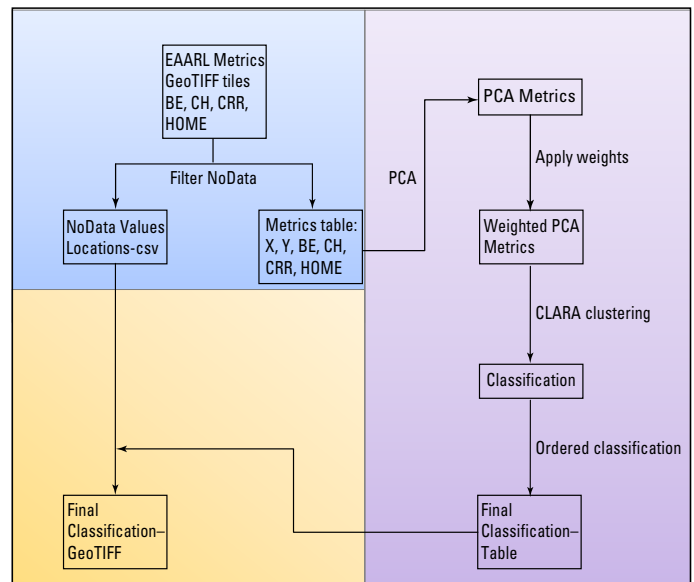 EAARL Metrics
GeoTIFF tiles
BE, CH, CRR,
HOME
Filter NoData
NoData Values
Locations-csv
Metrics table:
X, Y, BE, CH,
CRR, HOME
PCA
PCA Metrics
Apply weights
Weighted PCA
Metrics
CLARA clustering
Classification
Ordered classification
Final
Classification–
Table
Final
Classification–
GeoTIFF